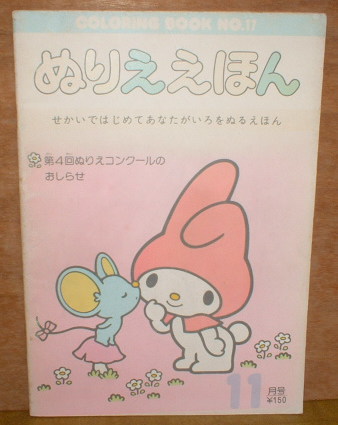 COLORING BOOK NO.17
ぬりええほん
せかいではじめてあなたがいろをぬるえほん
第4回ぬりえコンクールの
おしらせ
11月号
¥150